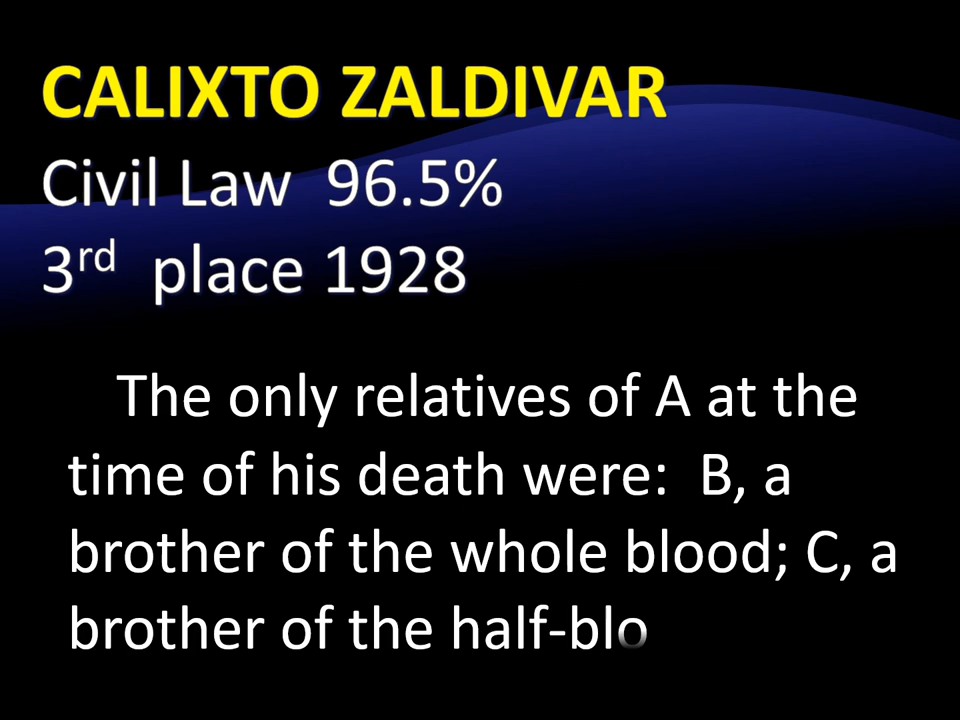 CALIXTO ZALDIVAR
Civil Law 96.5%
3rd place 1928
The only relatives of A at the
time of his death were: B, a
brother of the whole blood; C, a
brother of the half-blo